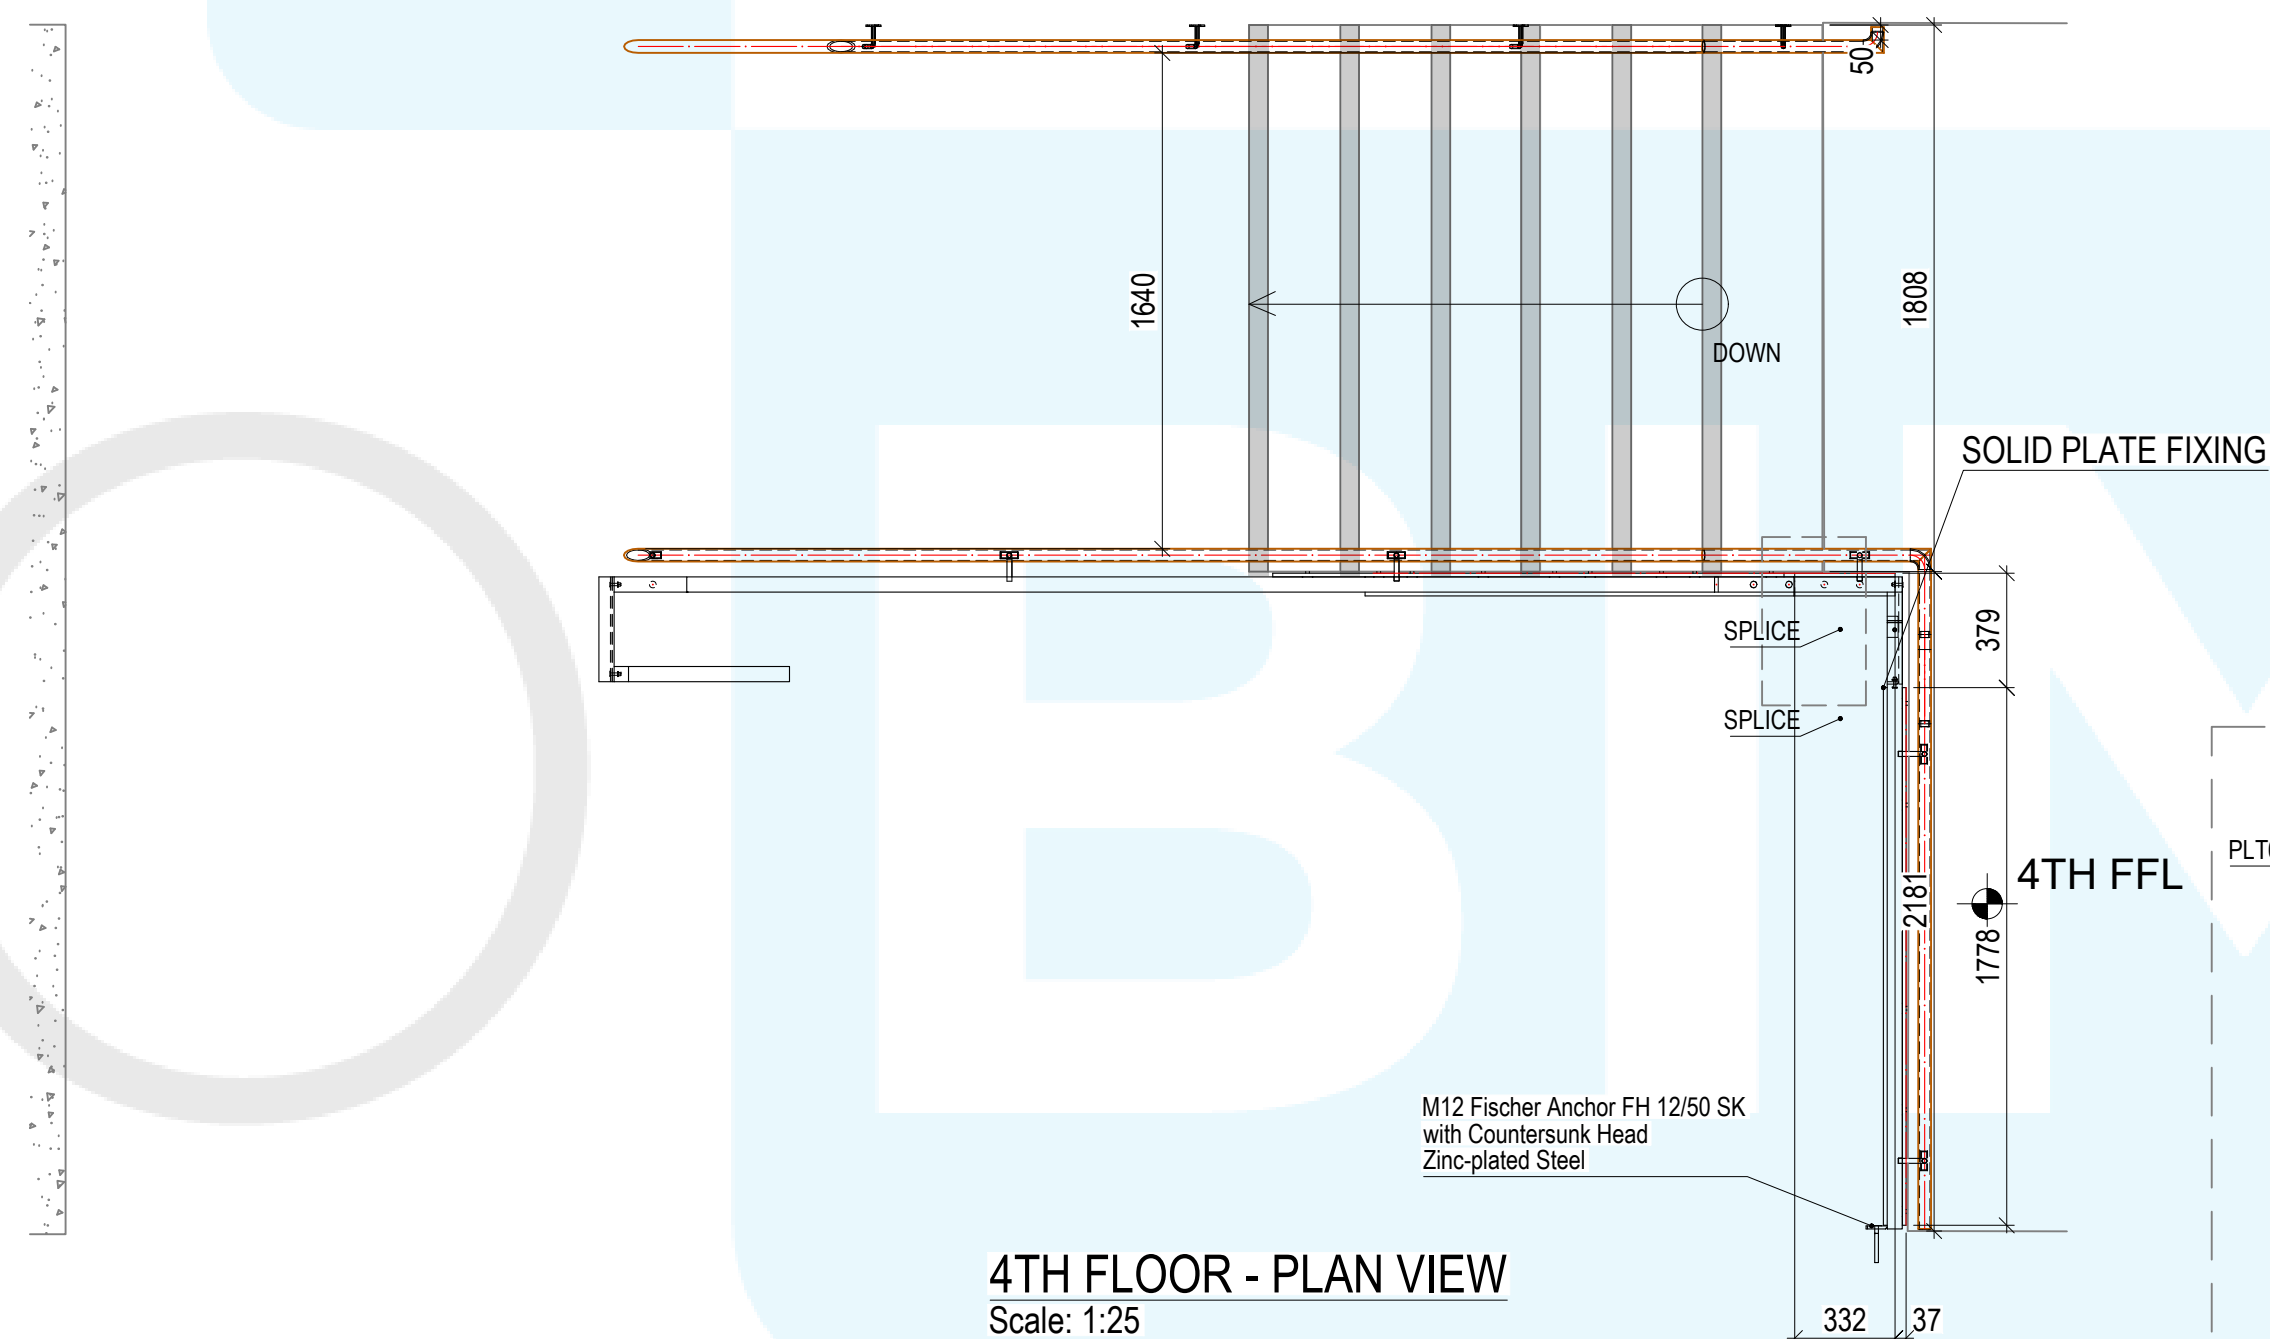 50
1640
1808
DOWN
SOLID PLATE FIXING
SPLICE
379
SPLICE
4TH FFL
2181
1778
M12 Fischer Anchor FH 12/50 SK
with Countersunk Head
Zinc-plated Steel
4TH FLOOR - PLAN VIEW
Scale: 1:25
332
37
BIM